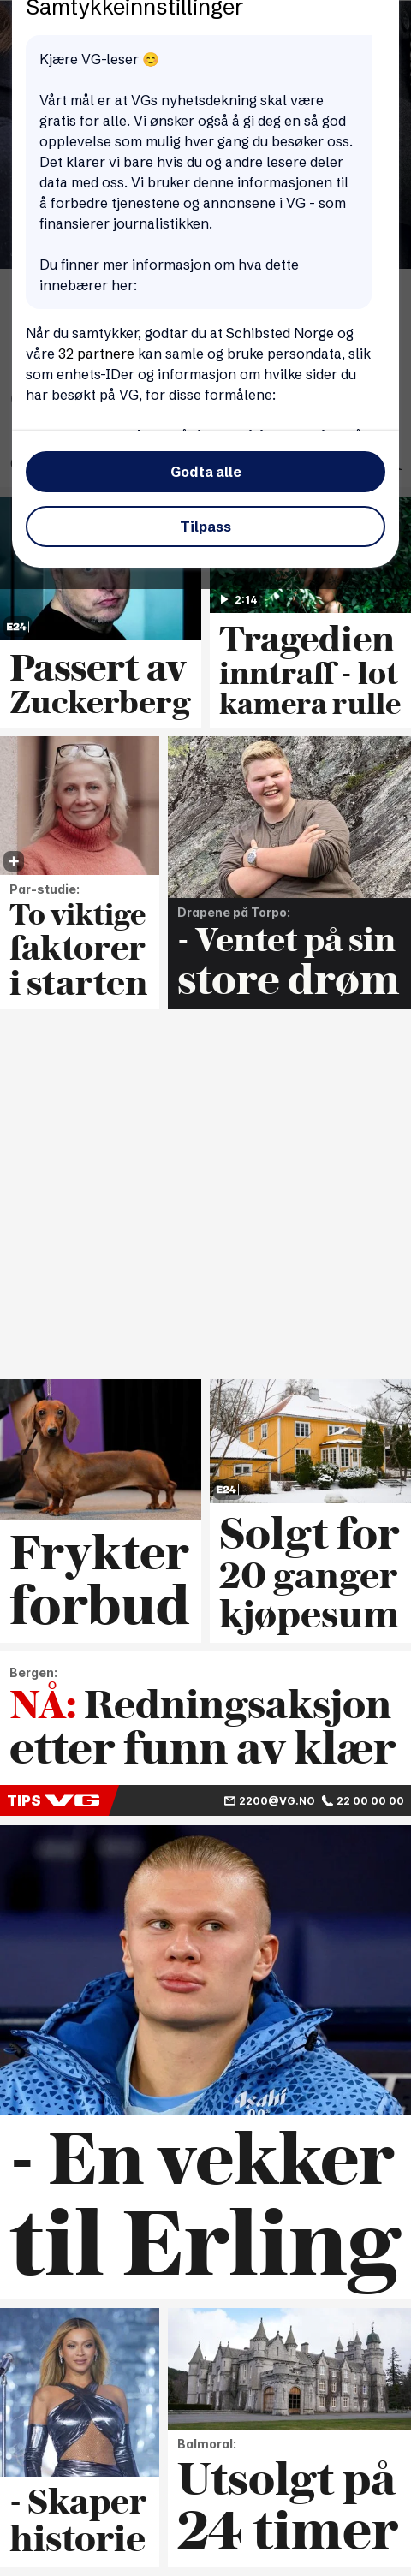 Samtykkeinnstillinger
Kjære VG-leser 😊
Vårt mål er at VGs nyhetsdekning skal være
gratis for alle. Vi ønsker også å gi deg en så god
opplevelse som mulig hver gang du besøker oss.
Det klarer vi bare hvis du og andre lesere deler
data med oss. Vi bruker denne informasjonen til
å forbedre tjenestene og annonsene i VG - som
finansierer journalistikken.
Du finner mer informasjon om hva dette
innebærer her:
Når du samtykker, godtar du at Schibsted Norge og
våre 32 partnere kan samle og bruke persondata, slik
som enhets-IDer og informasjon om hvilke sider du
har besøkt på VG, for disse formålene:
Godta alle
Tilpass
E24
Passert av
Zuckerberg
2:14
Tragedien
inntraff - lot
kamera rulle
Par-studie:
To viktige
faktorer
i starten
Drapene på Torpo:
- Ventet på sin
store drøm
Frykter
forbud
E24
Solgt for
20 ganger
kjøpesum
Bergen:
NÅ: Redningsaksjon
etter funn av klær
TIPS VG 2200@VG.NO 22 00 00 00
Asahi
- En vekker
til Erling
- Skaper
historie
Balmoral:
Utsolgt på
24 timer